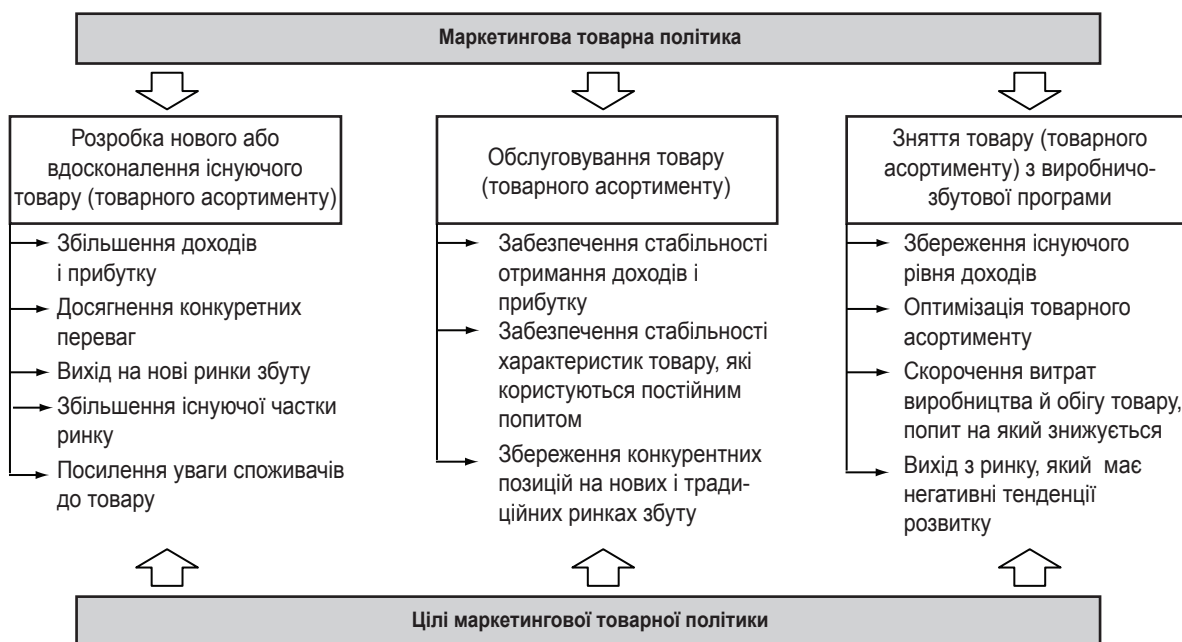 Маркетингова товарна політика
Розробка нового або
вдосконалення існуючого
товару (товарного асортименту)
Збільшення доходів
і прибутку
Досягнення конкуретних
переваг
Вихід на нові ринки збуту
Збільшення існуючої частки
ринку
Посилення уваги споживачів
до товару
Обслуговування товару
(товарного асортименту)
Забезпечення стабільності
отримання доходів і
прибутку
Забезпечення стабільності
характеристик товару, які
користуються постійним
попитом
Збереження конкурентних
позицій на нових і тради-
ційних ринках збуту
Зняття товару (товарного
асортименту) з виробничо-
збутової програми
Збереження існуючого
рівня доходів
Оптимізація товарного
асортименту
Скорочення витрат
виробництва й обігу товару,
попит на який знижується
Вихід з ринку, який має
негативні тенденції
розвитку
Цілі маркетингової товарної політики